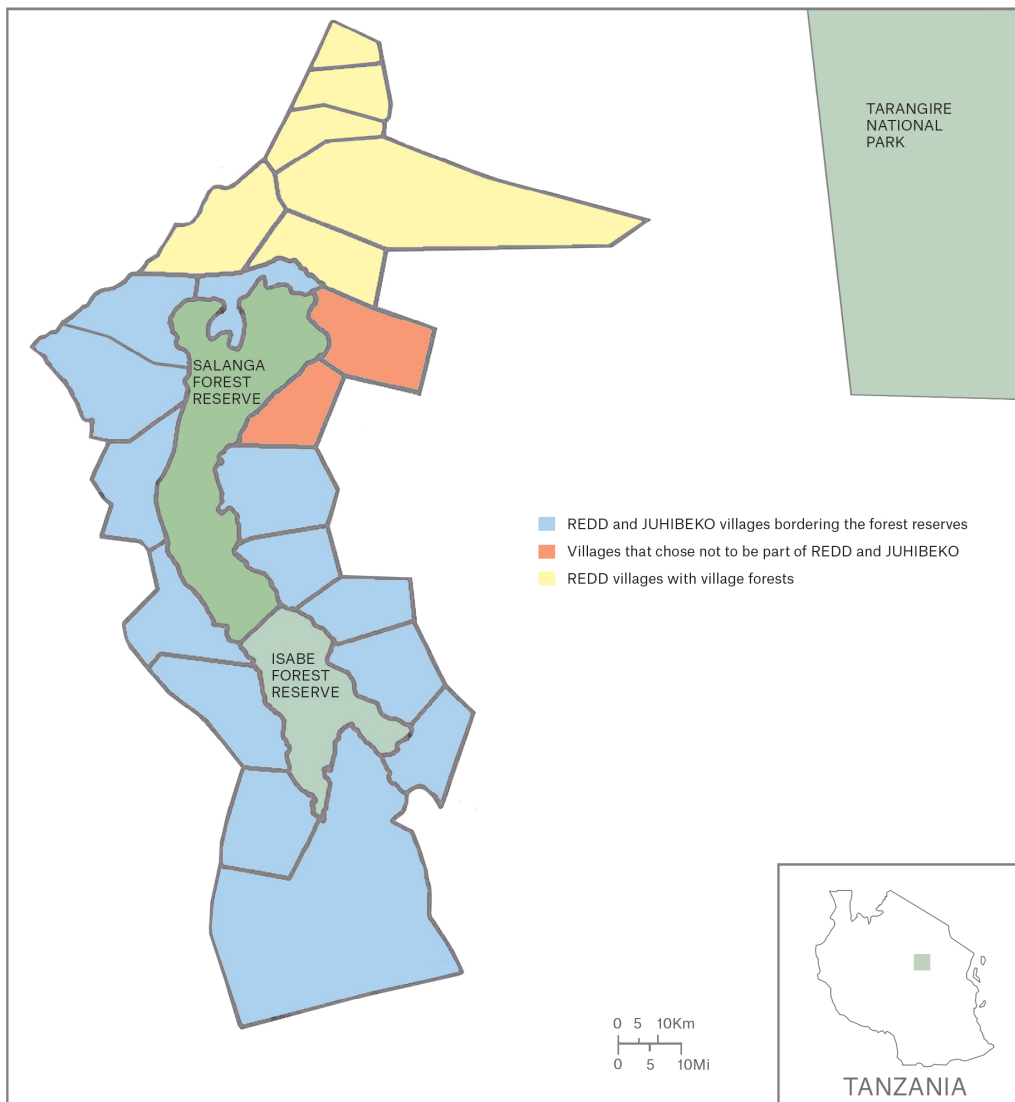 TARANGIRE
NATIONAL
PARK
SALANGA
FOREST
RESERVE
REDD and JUHIBEKO villages bordering the forest reserves
Villages that chose not to be part of REDD and JUHIBEKO
REDD villages with village forests
ISABE
FOREST
RESERVE
0 5 10Km
0 5 10Mi
TANZANIA